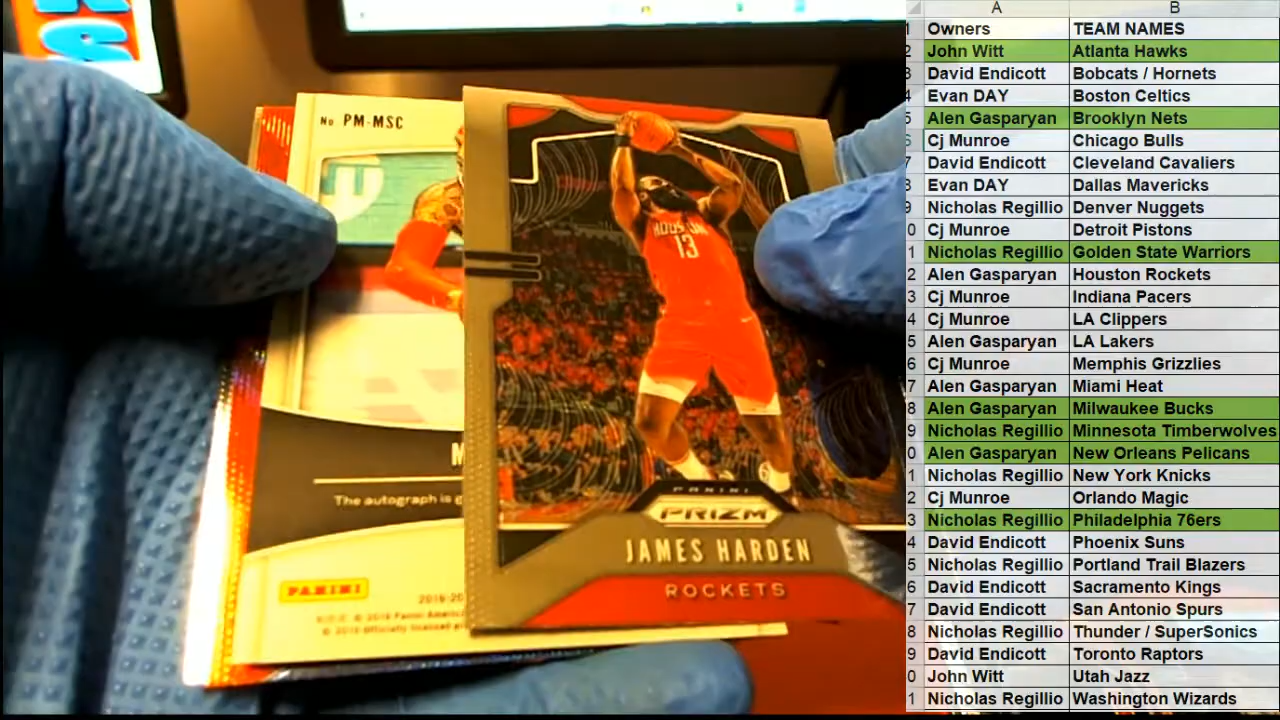 KS
No PM-MSC
HOUSTON
13
M
The autograph is g
PANINI
2019-20
© 2019 Panini Americ
© 2019 Officially licensed pr
PANINI
PRIZM
JAMES HARDEN
ROCKETS
A B
1 Owners TEAM NAMES
2 John Witt Atlanta Hawks
3 David Endicott Bobcats / Hornets
4 Evan DAY Boston Celtics
5 Alen Gasparyan Brooklyn Nets
6 Cj Munroe Chicago Bulls
7 David Endicott Cleveland Cavaliers
8 Evan DAY Dallas Mavericks
9 Nicholas Regillio Denver Nuggets
0 Cj Munroe Detroit Pistons
1 Nicholas Regillio Golden State Warriors
2 Alen Gasparyan Houston Rockets
3 Cj Munroe Indiana Pacers
4 Cj Munroe LA Clippers
5 Alen Gasparyan LA Lakers
6 Cj Munroe Memphis Grizzlies
7 Alen Gasparyan Miami Heat
8 Alen Gasparyan Milwaukee Bucks
9 Nicholas Regillio Minnesota Timberwolves
0 Alen Gasparyan New Orleans Pelicans
1 Nicholas Regillio New York Knicks
2 Cj Munroe Orlando Magic
3 Nicholas Regillio Philadelphia 76ers
4 David Endicott Phoenix Suns
5 Nicholas Regillio Portland Trail Blazers
6 David Endicott Sacramento Kings
7 David Endicott San Antonio Spurs
8 Nicholas Regillio Thunder / SuperSonics
9 David Endicott Toronto Raptors
0 John Witt Utah Jazz
1 Nicholas Regillio Washington Wizards